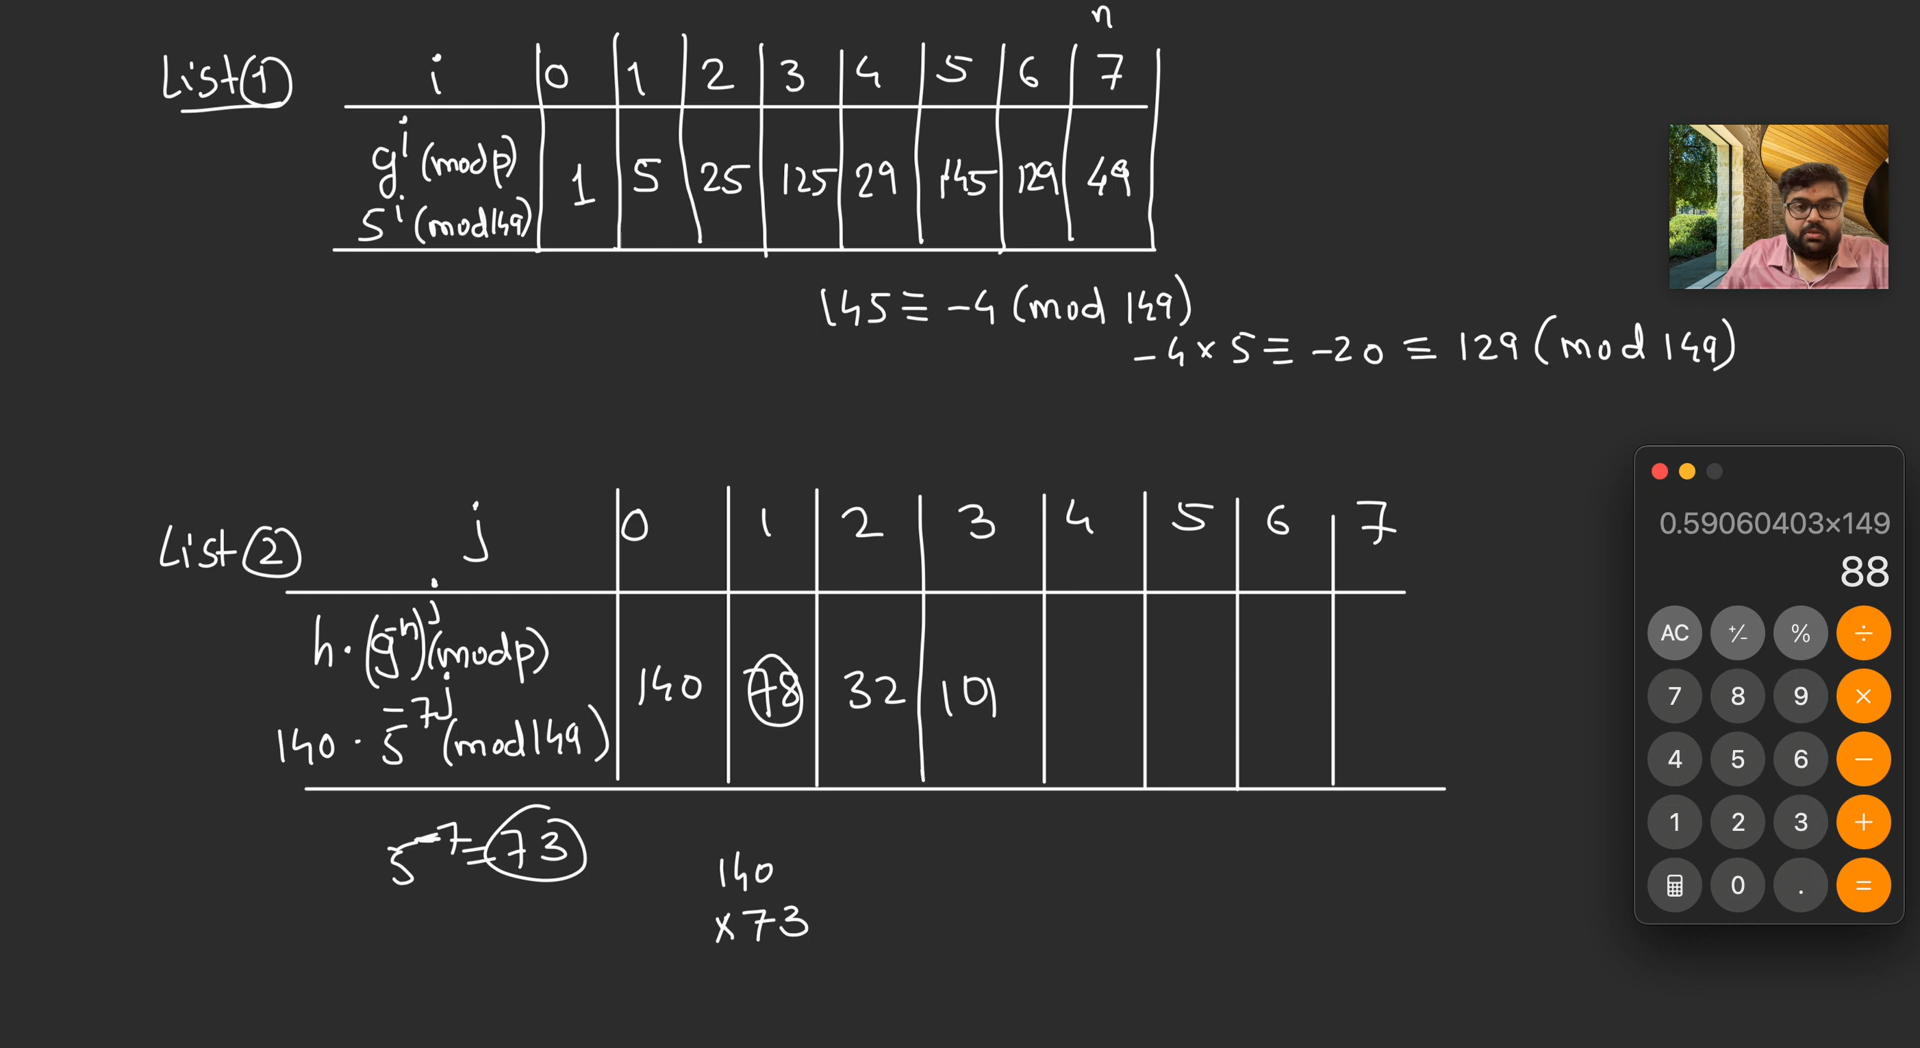 n
List ① i 0 1 2 3 4 5 6 7
gⁱ (mod p) 1 5 25 125 29 145 129 49
5ⁱ (mod 149)
145 ≡ -4 (mod 149)
-4 × 5 ≡ -20 ≡ 129 (mod 149)
List ② j 0 1 2 3 4 5 6 7
h · (g⁻ⁿ)ʲ (mod p) 140 78 32 101
140 · 5⁻⁷ʲ (mod 149)
5⁻⁷ ≡ 73
140
× 73
0.59060403×149
88
AC +/- % ÷
7 8 9 ×
4 5 6 −
1 2 3 +
0 . =